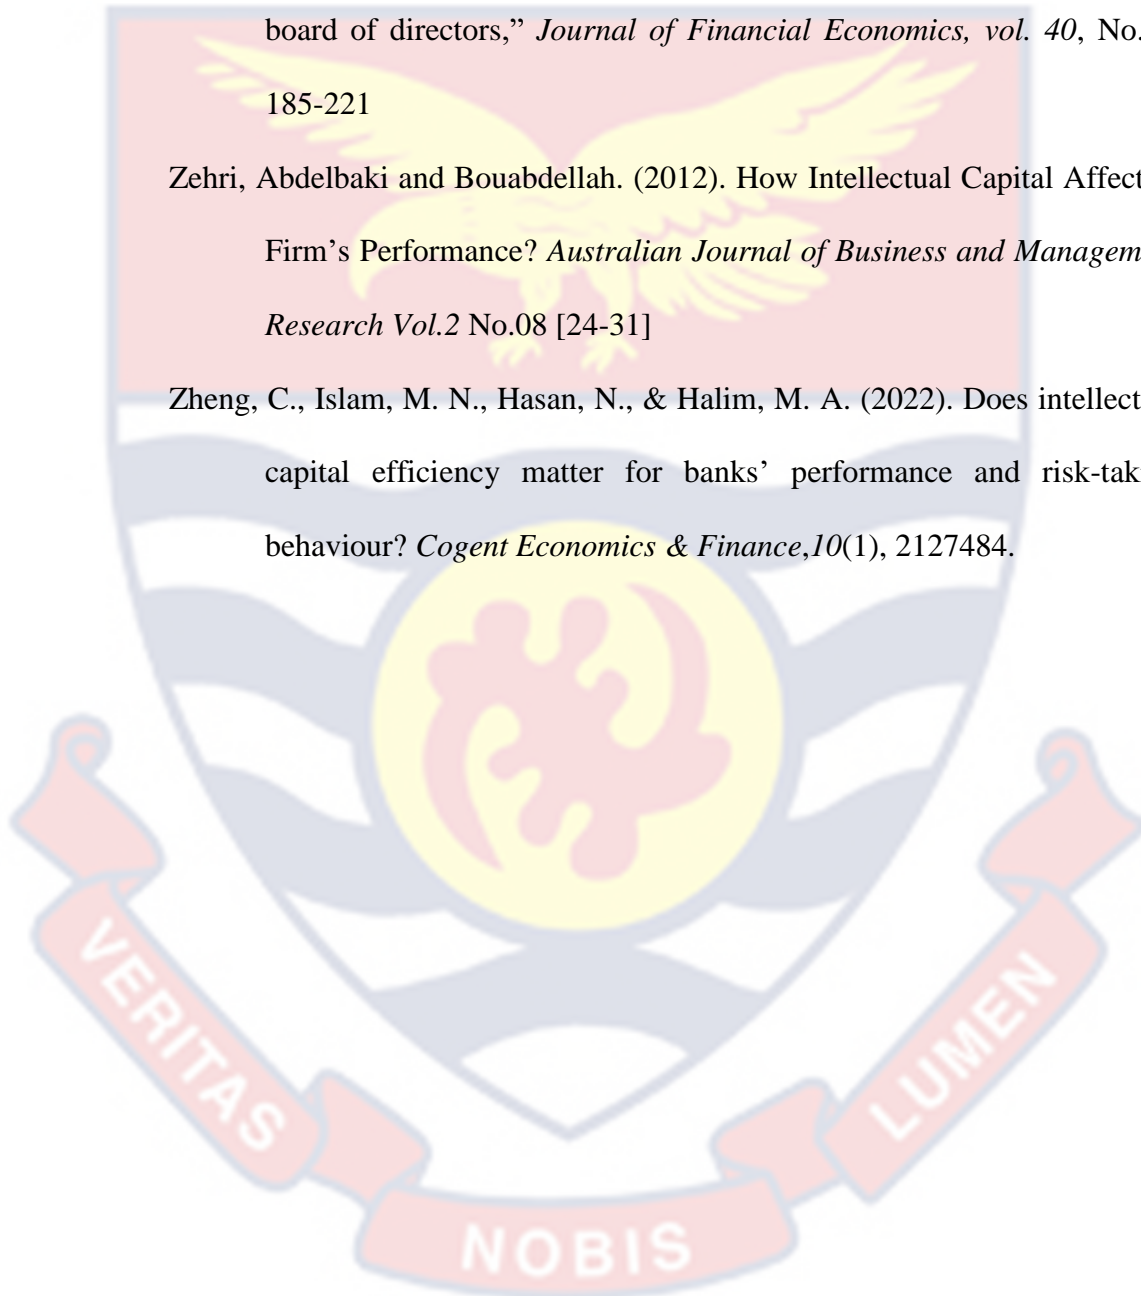 board of directors,” Journal of Financial Economics, vol. 40, No.
185-221
Zehri, Abdelbaki and Bouabdellah. (2012). How Intellectual Capital Affect
Firm’s Performance? Australian Journal of Business and Managem
Research Vol.2 No.08 [24-31]
Zheng, C., Islam, M. N., Hasan, N., & Halim, M. A. (2022). Does intellect
capital efficiency matter for banks’ performance and risk-tak
behaviour? Cogent Economics & Finance,10(1), 2127484.
VERITAS
NOBIS
LUMEN